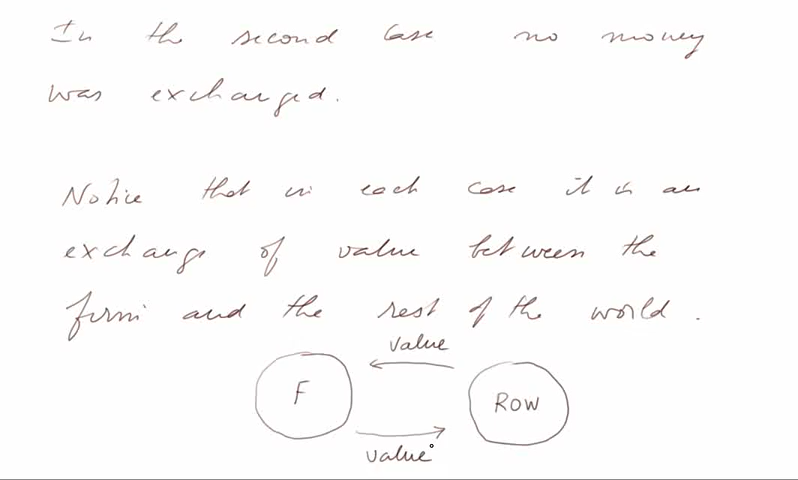 In the second case no money
was exchanged.
Notice that in each case it is an
exchange of value between the
firm and the rest of the world.
value
F
ROW
value